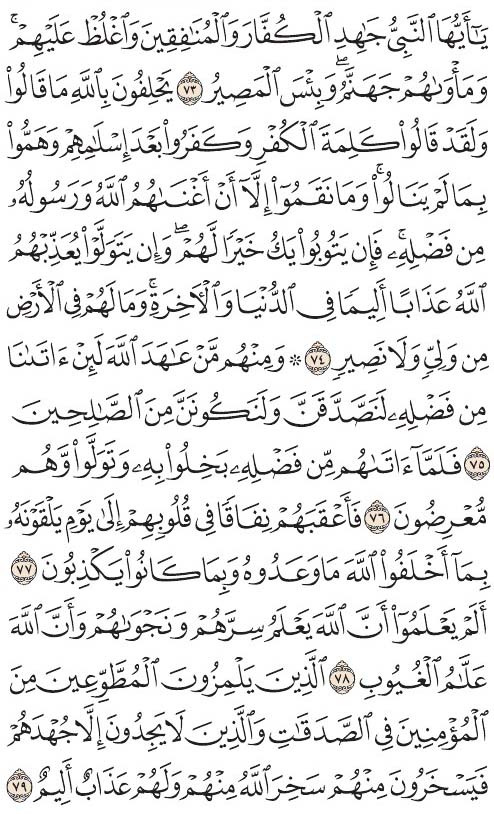 يَٰٓأَيُّهَا ٱلنَّبِيُّ جَٰهِدِ ٱلۡكُفَّارَ وَٱلۡمُنَٰفِقِينَ وَٱغۡلُظۡ عَلَيۡهِمۡۚ
وَمَأۡوَىٰهُمۡ جَهَنَّمُۖ وَبِئۡسَ ٱلۡمَصِيرُ ٧٣ يَحۡلِفُونَ بِٱللَّهِ مَا قَالُواْ
وَلَقَدۡ قَالُواْ كَلِمَةَ ٱلۡكُفۡرِ وَكَفَرُواْ بَعۡدَ إِسۡلَٰمِهِمۡ وَهَمُّواْ
بِمَا لَمۡ يَنَالُواْۚ وَمَا نَقَمُوٓاْ إِلَّآ أَنۡ أَغۡنَىٰهُمُ ٱللَّهُ وَرَسُولُهُۥ
مِن فَضۡلِهِۦۚ فَإِن يَتُوبُواْ يَكُ خَيۡرٗا لَّهُمۡۖ وَإِن يَتَوَلَّوۡاْ يُعَذِّبۡهُمُ
ٱللَّهُ عَذَابًا أَلِيمٗا فِي ٱلدُّنۡيَا وَٱلۡأٓخِرَةِۚ وَمَا لَهُمۡ فِي ٱلۡأَرۡضِ
مِن وَلِيّٖ وَلَا نَصِيرٖ ٧٤ ۞ وَمِنۡهُم مَّنۡ عَٰهَدَ ٱللَّهَ لَئِنۡ ءَاتَىٰنَا
مِن فَضۡلِهِۦ لَنَصَّدَّقَنَّ وَلَنَكُونَنَّ مِنَ ٱلصَّٰلِحِينَ
٧٥ فَلَمَّآ ءَاتَىٰهُم مِّن فَضۡلِهِۦ بَخِلُواْ بِهِۦ وَتَوَلَّواْ وَّهُم
مُّعۡرِضُونَ ٧٦ فَأَعۡقَبَهُمۡ نِفَاقٗا فِي قُلُوبِهِمۡ إِلَىٰ يَوۡمِ يَلۡقَوۡنَهُۥ
بِمَآ أَخۡلَفُواْ ٱللَّهَ مَا وَعَدُوهُ وَبِمَا كَانُواْ يَكۡذِبُونَ ٧٧
أَلَمۡ يَعۡلَمُوٓاْ أَنَّ ٱللَّهَ يَعۡلَمُ سِرَّهُمۡ وَنَجۡوَىٰهُمۡ وَأَنَّ ٱللَّهَ
عَلَّٰمُ ٱلۡغُيُوبِ ٧٨ ٱلَّذِينَ يَلۡمِزُونَ ٱلۡمُطَّوِّعِينَ مِنَ
ٱلۡمُؤۡمِنِينَ فِي ٱلصَّدَقَٰتِ وَٱلَّذِينَ لَا يَجِدُونَ إِلَّا جُهۡدَهُمۡ
فَيَسۡخَرُونَ مِنۡهُمۡ سَخِرَ ٱللَّهُ مِنۡهُمۡ وَلَهُمۡ عَذَابٌ أَلِيمٌ ٧٩